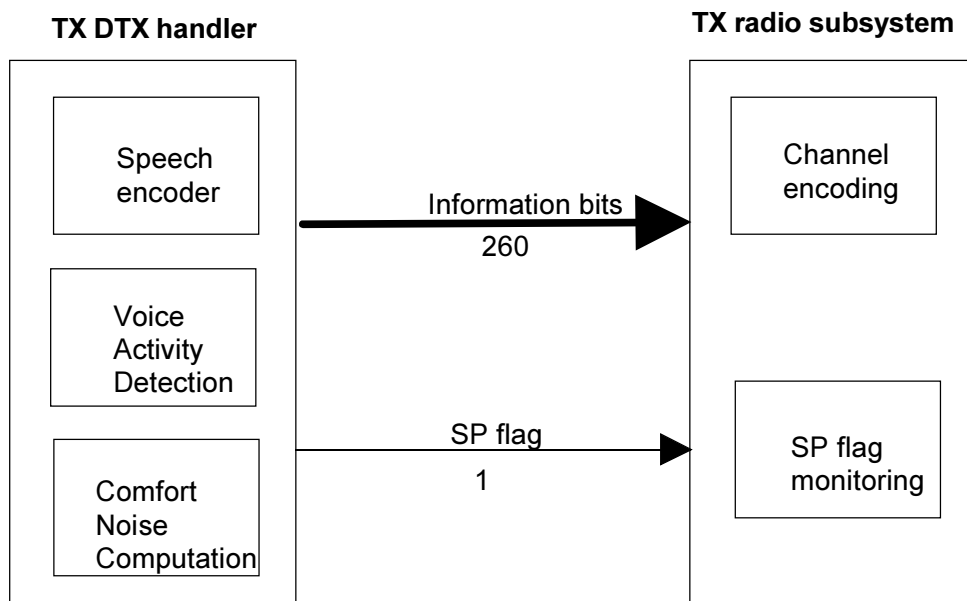 TX DTX handler
TX radio subsystem
Speech
encoder
Channel
encoding
Information bits
260
Voice
Activity
Detection
SP flag
1
SP flag
monitoring
Comfort
Noise
Computation